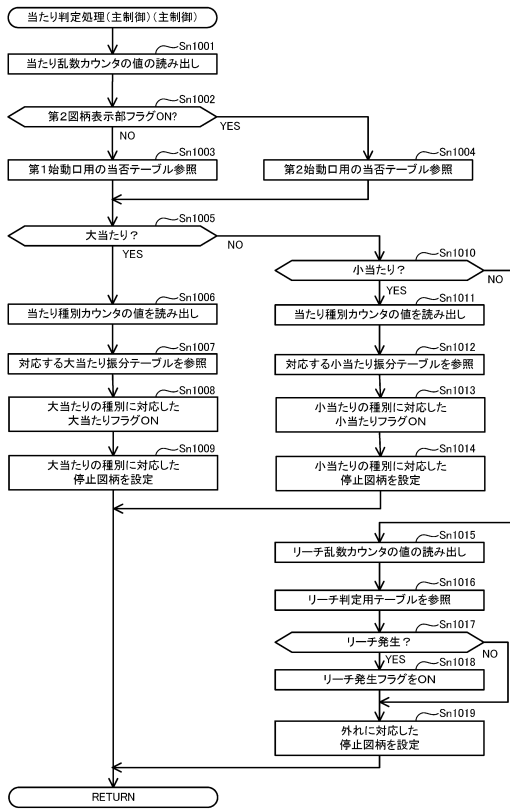 当たり判定処理(主制御)(主制御)
Sn1001
当たり乱数カウンタの値の読み出し
Sn1002
第2図柄表示部フラグON?
YES
NO
Sn1003
第1始動口用の当否テーブル参照
Sn1004
第2始動口用の当否テーブル参照
Sn1005
大当たり?
NO
YES
Sn1010
小当たり?
NO
YES
Sn1006
当たり種別カウンタの値を読み出し
Sn1011
当たり種別カウンタの値を読み出し
Sn1007
対応する大当たり振分テーブルを参照
Sn1012
対応する小当たり振分テーブルを参照
Sn1008
大当たりの種別に対応した
大当たりフラグON
Sn1013
小当たりの種別に対応した
小当たりフラグON
Sn1009
大当たりの種別に対応した
停止図柄を設定
Sn1014
小当たりの種別に対応した
停止図柄を設定
Sn1015
リーチ乱数カウンタの値の読み出し
Sn1016
リーチ判定用テーブルを参照
Sn1017
リーチ発生?
NO
YES
Sn1018
リーチ発生フラグをON
Sn1019
外れに対応した
停止図柄を設定
RETURN